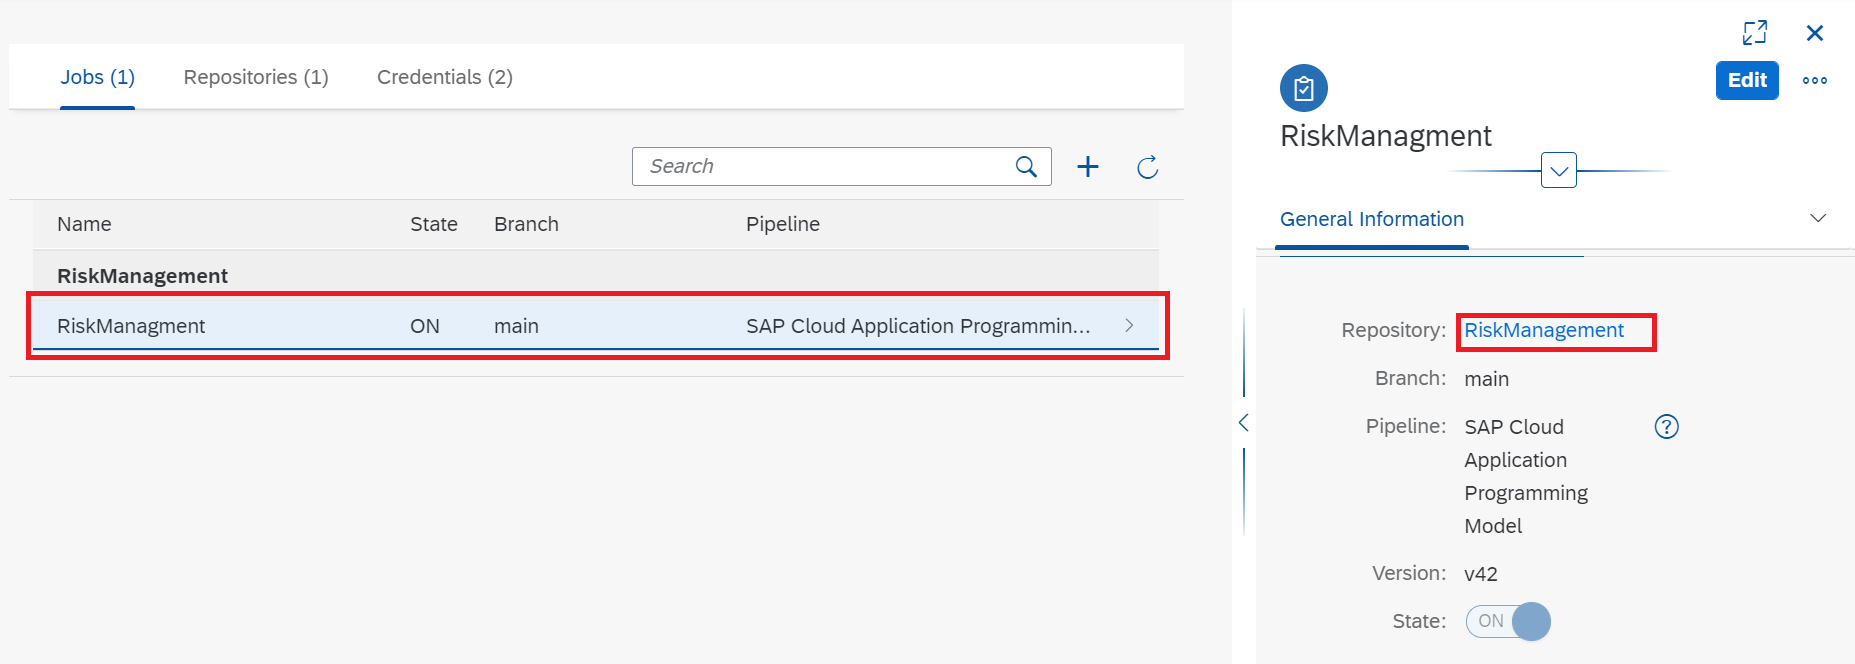 Jobs (1) Repositories (1) Credentials (2)
Search
Name State Branch Pipeline
RiskManagement
RiskManagment ON main SAP Cloud Application Programmin...
Edit
RiskManagment
General Information
Repository: RiskManagement
Branch: main
Pipeline: SAP Cloud
Application
Programming
Model
Version: v42
State: ON